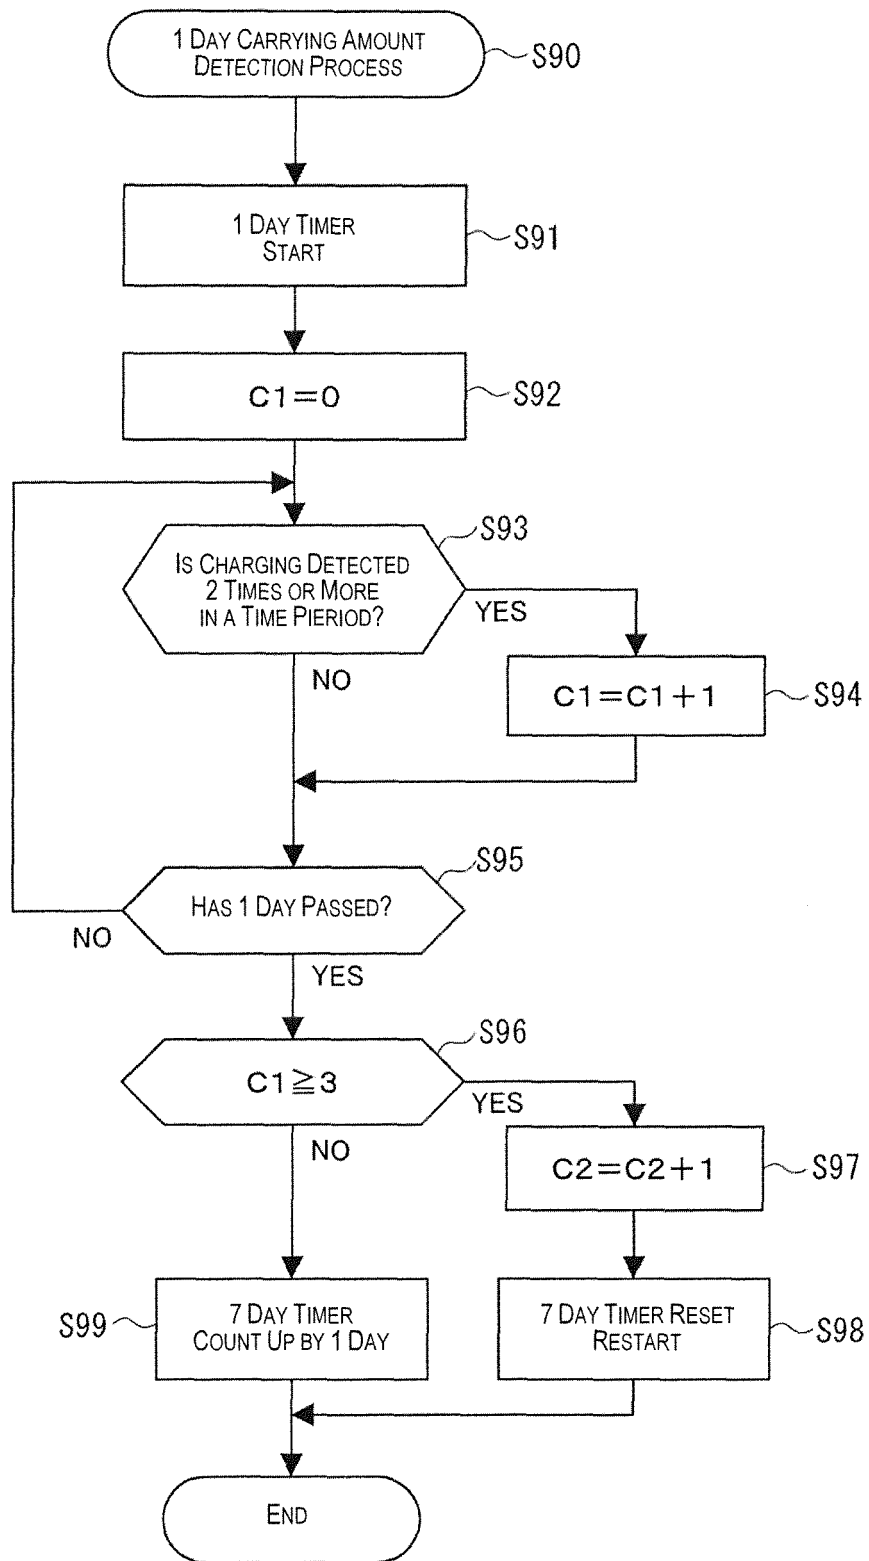 1 DAY CARRYING AMOUNT
DETECTION PROCESS
S90
1 DAY TIMER
START
S91
C1=0
S92
S93
IS CHARGING DETECTED
2 TIMES OR MORE
IN A TIME PIERIOD?
YES
NO
C1=C1+1
S94
S95
HAS 1 DAY PASSED?
NO
YES
S96
C1≧3
YES
NO
C2=C2+1
S97
S99
7 DAY TIMER
COUNT UP BY 1 DAY
7 DAY TIMER RESET
RESTART
S98
END